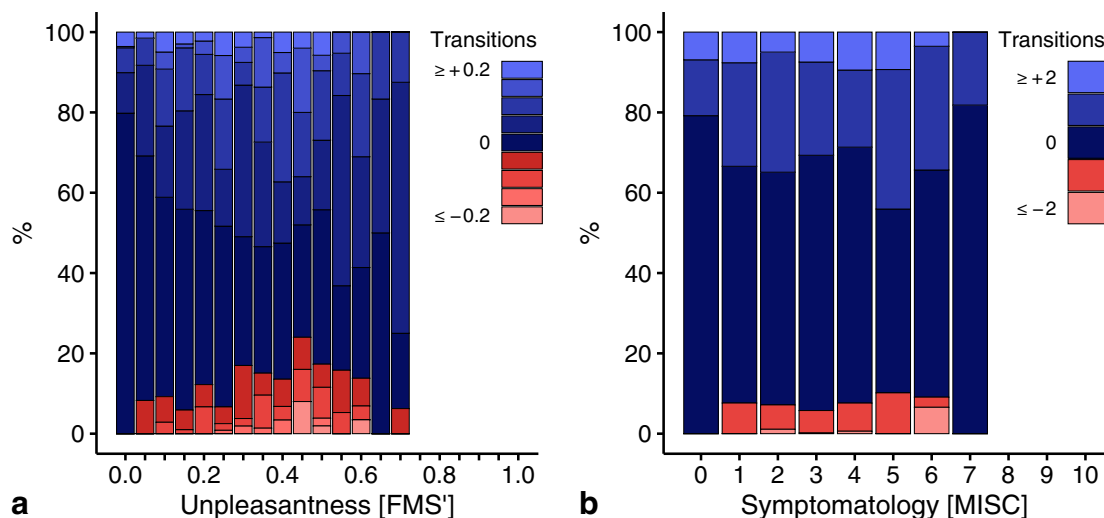 Transitions
≥ +0.2
0
≤ −0.2
100
80
60
40
20
0
%
0.0 0.2 0.4 0.6 0.8 1.0
Unpleasantness [FMS']
a
Transitions
≥ +2
0
≤ −2
100
80
60
40
20
0
%
0 1 2 3 4 5 6 7 8 9 10
Symptomatology [MISC]
b